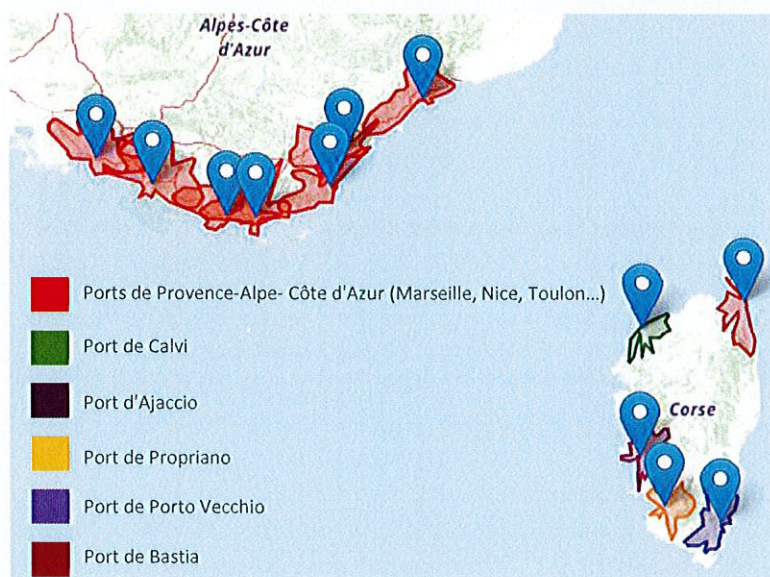 Alpes-Côte
d'Azur
Ports de Provence-Alpe- Côte d'Azur (Marseille, Nice, Toulon...)
Port de Calvi
Port d'Ajaccio
Corse
Port de Propriano
Port de Porto Vecchio
Port de Bastia